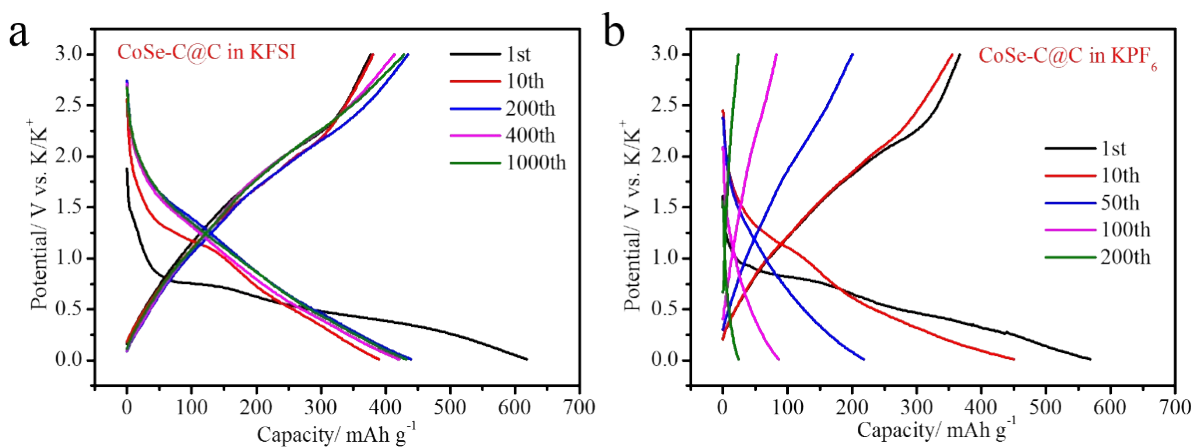 a
CoSe-C@C in KFSI
1st
10th
200th
400th
1000th
3.0
2.5
2.0
1.5
1.0
0.5
0.0
Potential/ V vs. K/K⁺
0 100 200 300 400 500 600 700
Capacity/ mAh g⁻¹
b
CoSe-C@C in KPF₆
1st
10th
50th
100th
200th
3.0
2.5
2.0
1.5
1.0
0.5
0.0
Potential/ V vs. K/K⁺
0 100 200 300 400 500 600 700
Capacity/ mAh g⁻¹